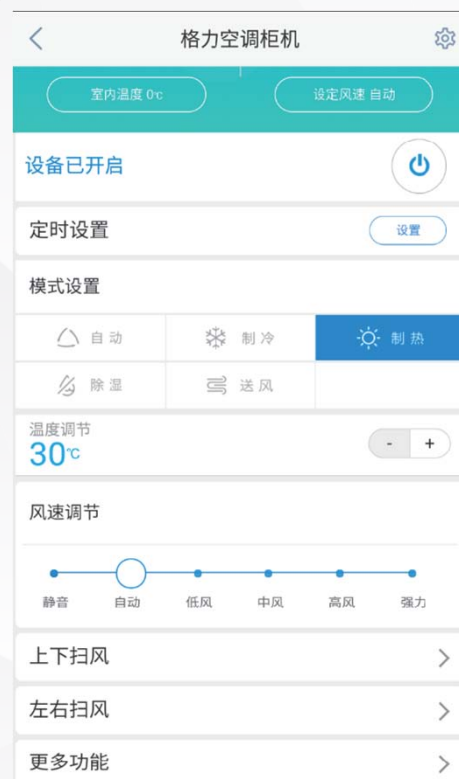 格力空调柜机
室内温度 0℃
设定风速 自动
设备已开启
定时设置
设置
模式设置
自动
制冷
制热
除湿
送风
温度调节
30℃
-
+
风速调节
静音
自动
低风
中风
高风
强力
上下扫风
左右扫风
更多功能